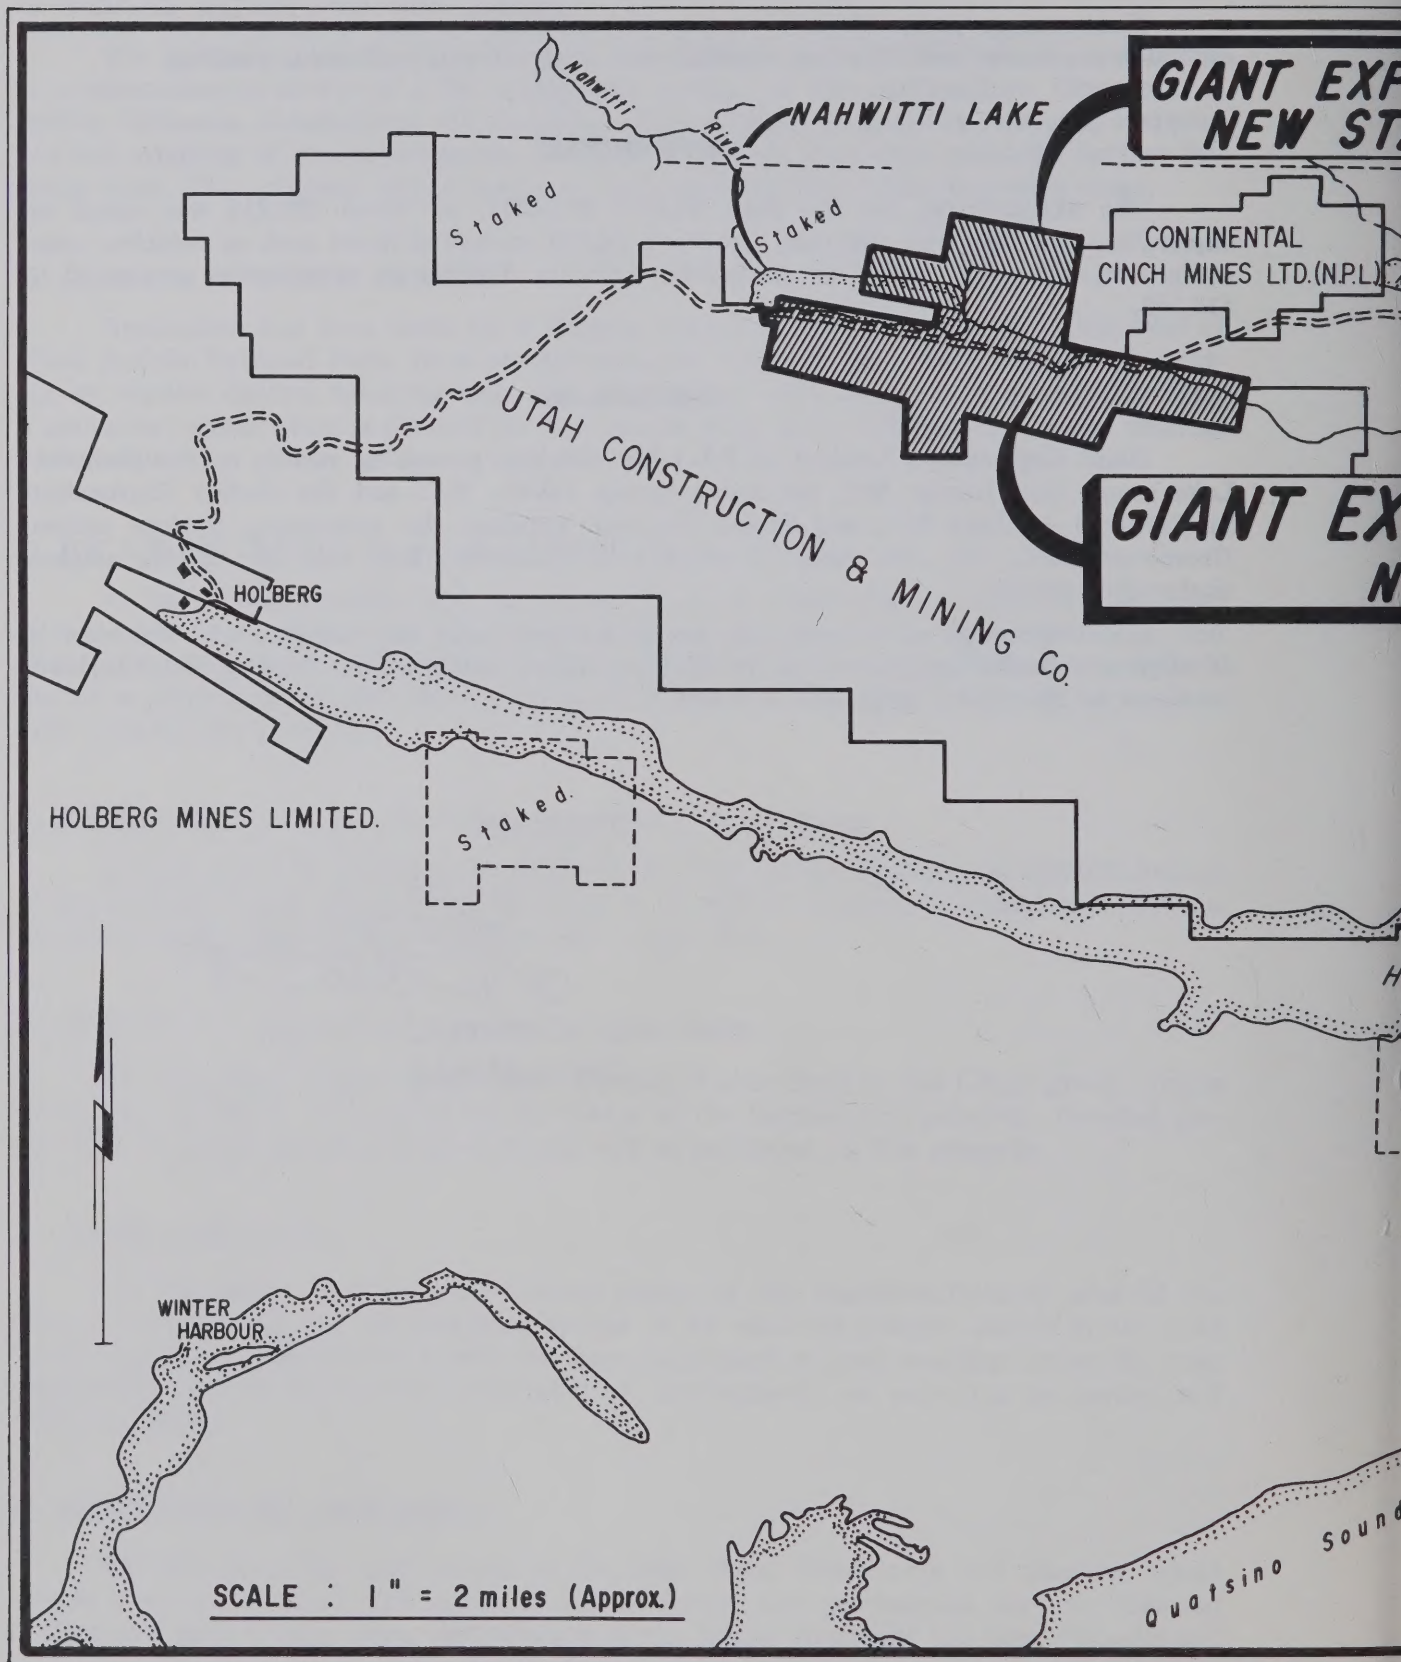 GIANT EXP
NEW ST
Nahwitti
River
NAHWITTI LAKE
Staked
Staked
CONTINENTAL
CINCH MINES LTD.(N.P.L.)
UTAH CONSTRUCTION & MINING Co.
GIANT EX
N
HOLBERG
HOLBERG MINES LIMITED.
Staked.
H
WINTER
HARBOUR
SCALE : 1" = 2 miles (Approx.)
Quatsino Sound